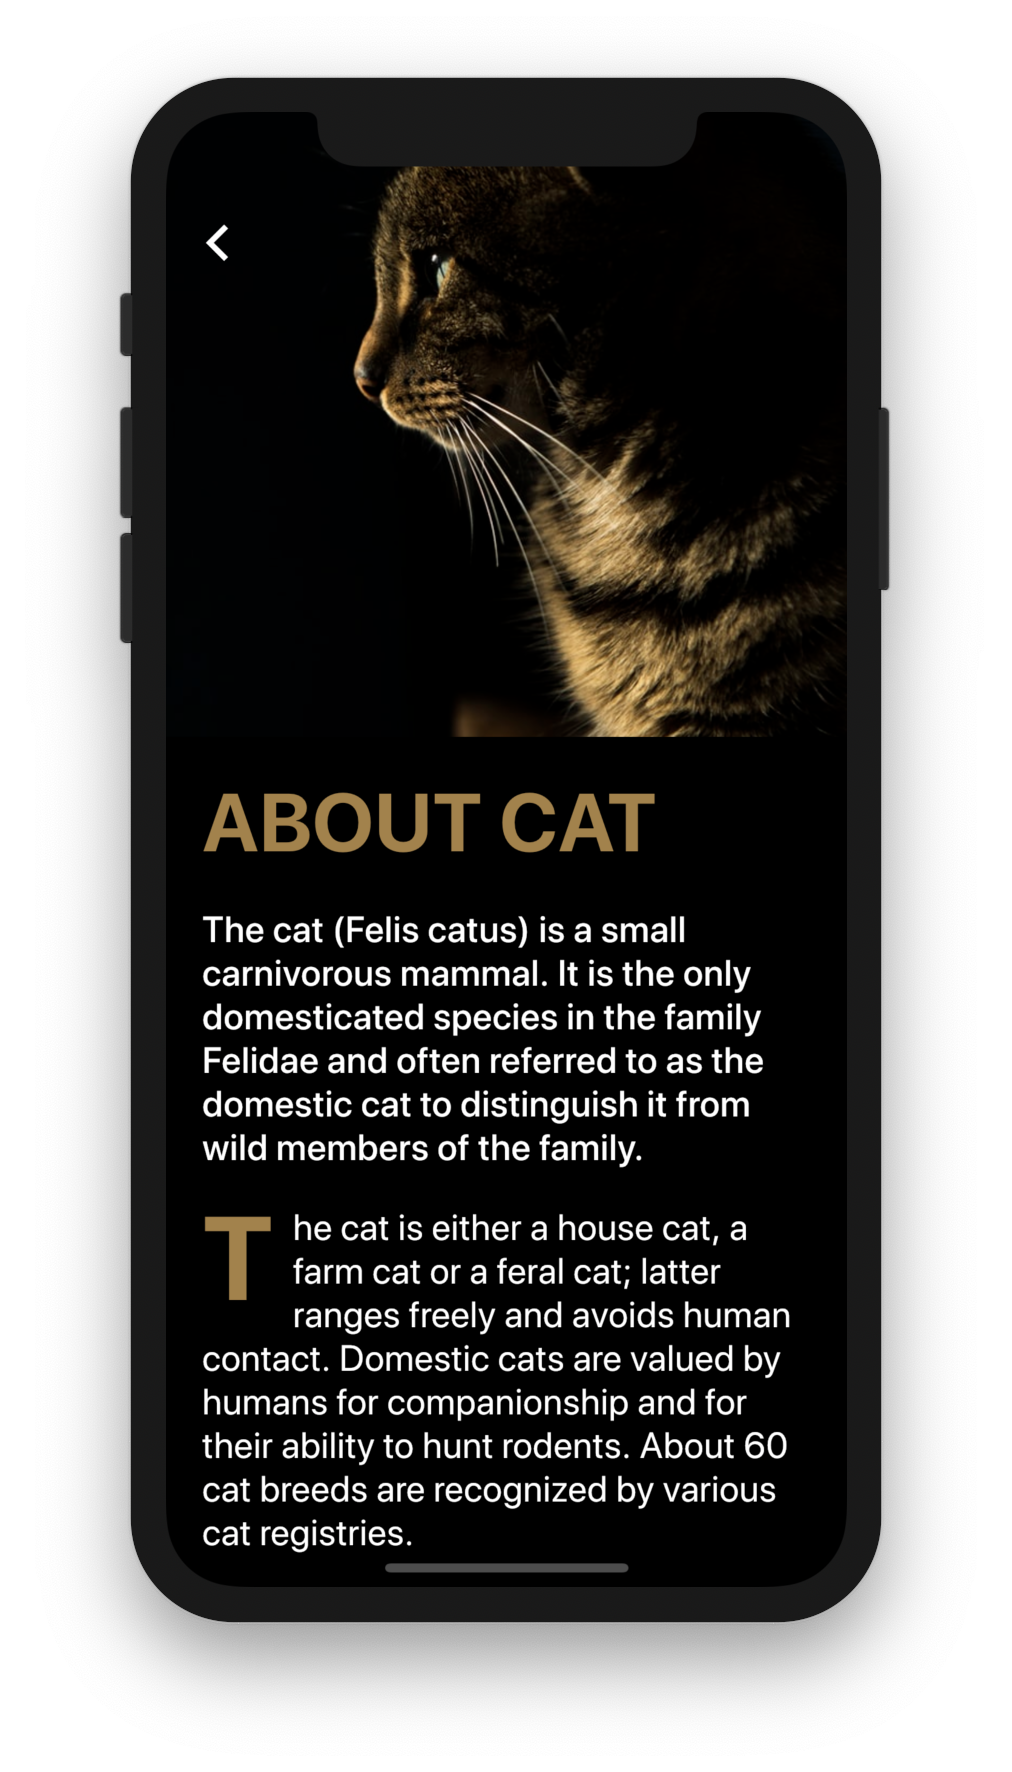 ABOUT CAT
The cat (Felis catus) is a small
carnivorous mammal. It is the only
domesticated species in the family
Felidae and often referred to as the
domestic cat to distinguish it from
wild members of the family.
The cat is either a house cat, a
farm cat or a feral cat; latter
ranges freely and avoids human
contact. Domestic cats are valued by
humans for companionship and for
their ability to hunt rodents. About 60
cat breeds are recognized by various
cat registries.